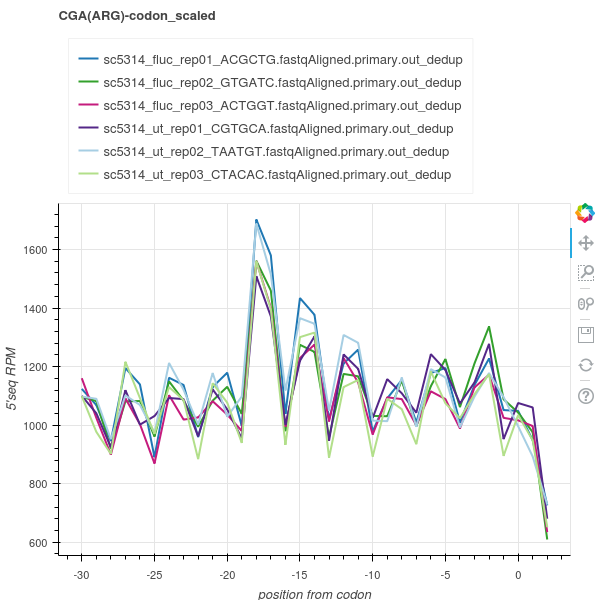 CGA(ARG)-codon_scaled
sc5314_fluc_rep01_ACGCTG.fastqAligned.primary.out_dedup
sc5314_fluc_rep02_GTGATC.fastqAligned.primary.out_dedup
sc5314_fluc_rep03_ACTGGT.fastqAligned.primary.out_dedup
sc5314_ut_rep01_CGTGCA.fastqAligned.primary.out_dedup
sc5314_ut_rep02_TAATGT.fastqAligned.primary.out_dedup
sc5314_ut_rep03_CTACAC.fastqAligned.primary.out_dedup
5'seq RPM
1600
1400
1200
1000
800
600
-30 -25 -20 -15 -10 -5 0
position from codon